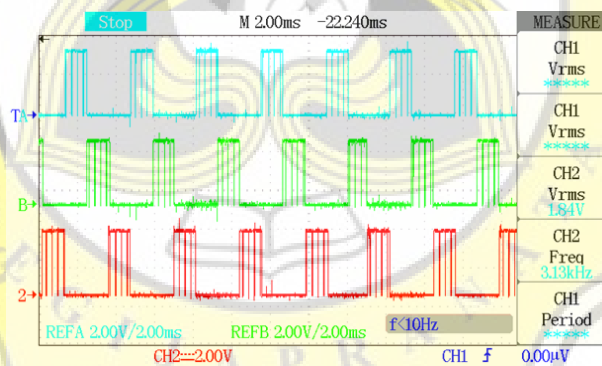 Stop M 2.00ms -22.240ms MEASURE
CH1
Vrms
*****
CH1
Vrms
*****
CH2
Vrms
1.84V
CH2
Freq
3.13kHz
CH1
Period
*****
TA
B
2
REFA 2.00V/2.00ms REFB 2.00V/2.00ms f<10Hz
CH2 2.00V CH1 0.00μV